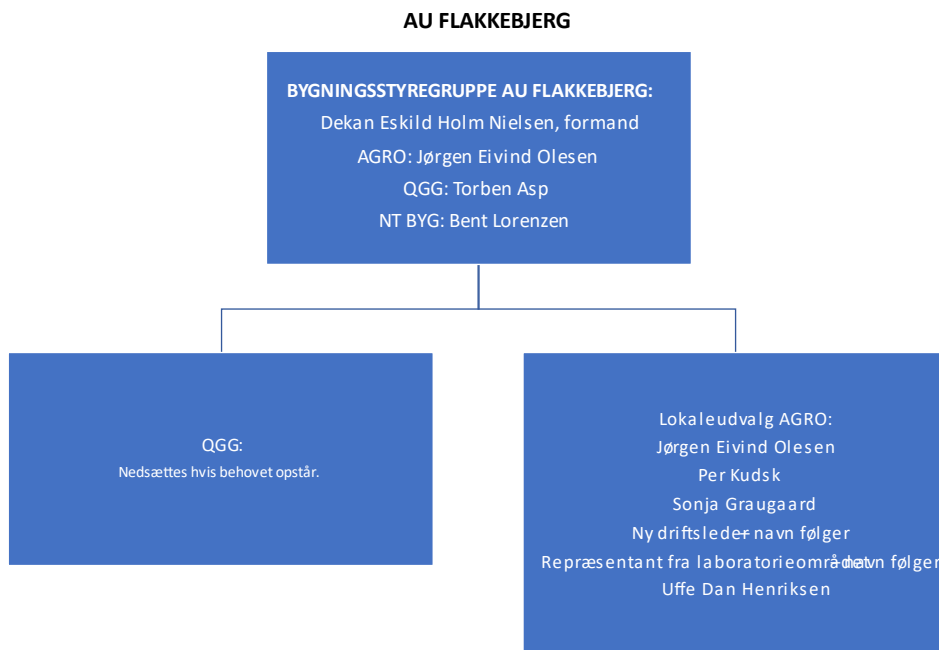 AU FLAKKEBJERG
BYGNINGSSTYREGRUPPE AU FLAKKEBJERG:
Dekan Eskild Holm Nielsen, formand
AGRO: Jørgen Eivind Olesen
QGG: Torben Asp
NT BYG: Bent Lorenzen
QGG:
Nedsættes hvis behovet opstår.
Lokaleudvalg AGRO:
Jørgen Eivind Olesen
Per Kudsk
Sonja Graugaard
Ny driftsleder – navn følger
Repræsentant fra laboratorieområdet – navn følger
Uffe Dan Henriksen